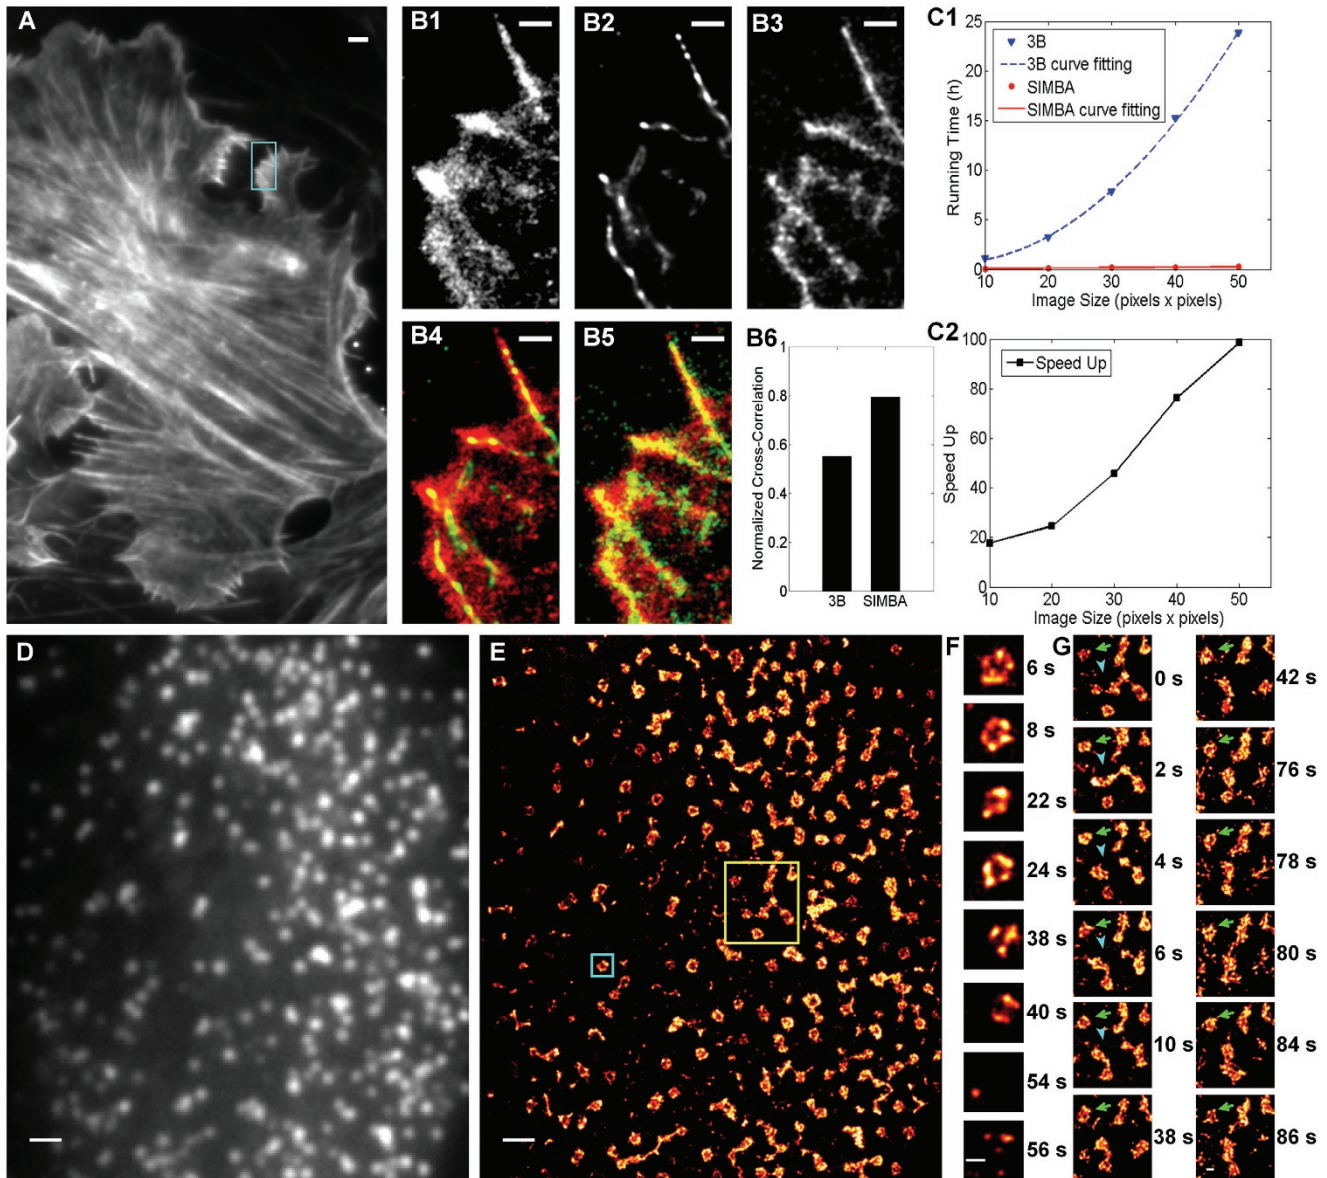 A
B1
B2
B3
C1
25
20
15
10
5
0
Running Time (h)
3B
3B curve fitting
SIMBA
SIMBA curve fitting
10 20 30 40 50
Image Size (pixels x pixels)
B4
B5
B6
1
0.8
0.6
0.4
0.2
0
Normalized Cross-Correlation
3B SIMBA
C2
100
80
60
40
20
0
Speed Up
Speed Up
10 20 30 40 50
Image Size (pixels x pixels)
D
E
F
6 s
8 s
22 s
24 s
38 s
40 s
54 s
56 s
G
0 s
2 s
4 s
6 s
10 s
38 s
42 s
76 s
78 s
80 s
84 s
86 s